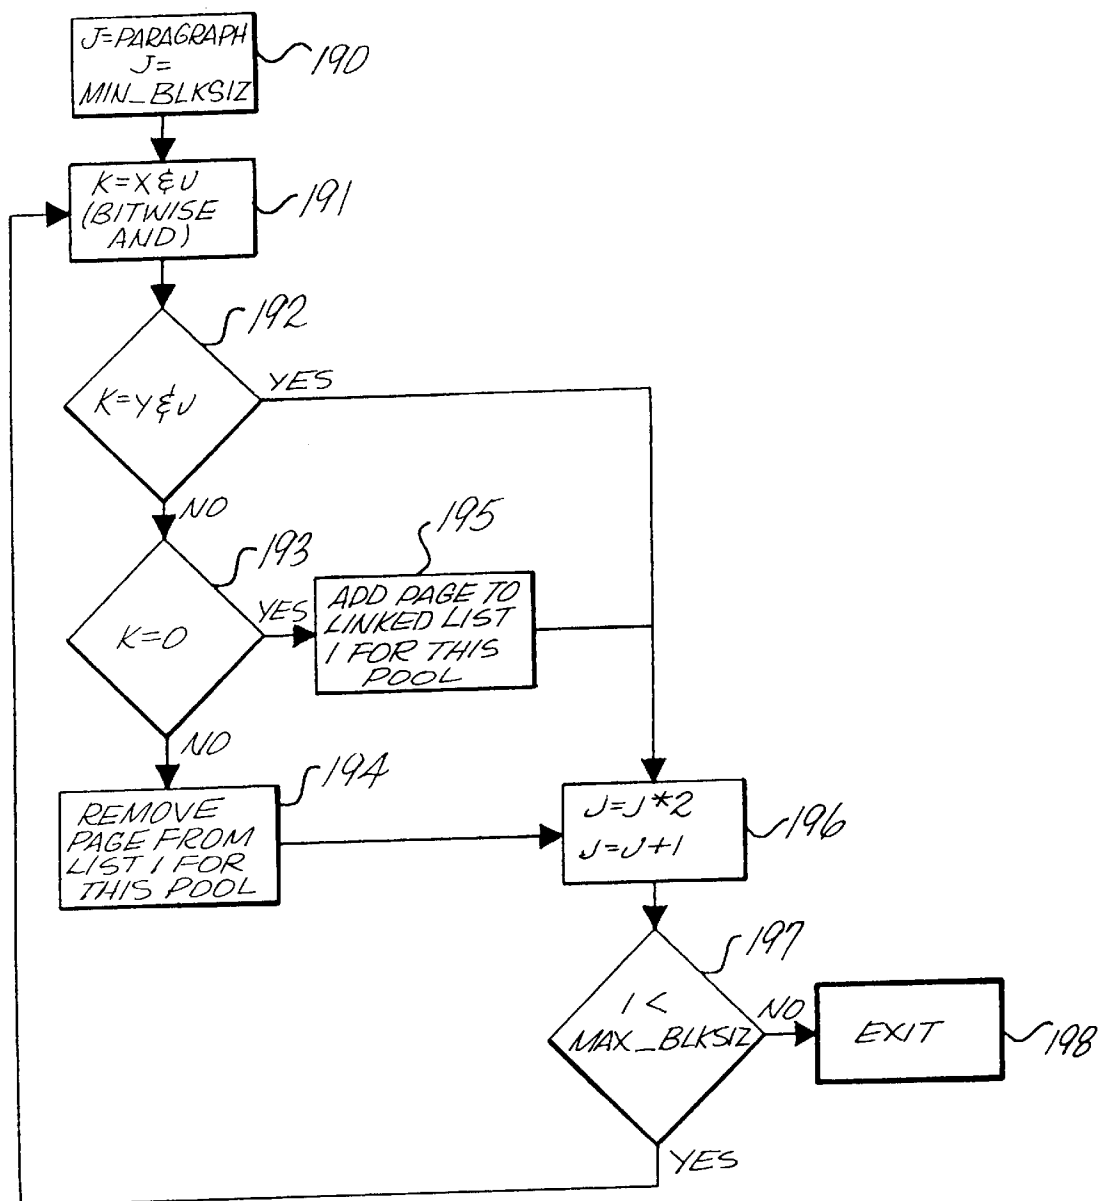 J=PARAGRAPH
J=
MIN_BLKSIZ
190
K=X&J
(BITWISE
AND)
191
192
K=Y&J
YES
NO
193
K=0
YES
195
ADD PAGE TO
LINKED LIST
I FOR THIS
POOL
NO
194
REMOVE
PAGE FROM
LIST I FOR
THIS POOL
J=J*2
J=J+1
196
197
I <
MAX_BLKSIZ
NO
EXIT
198
YES